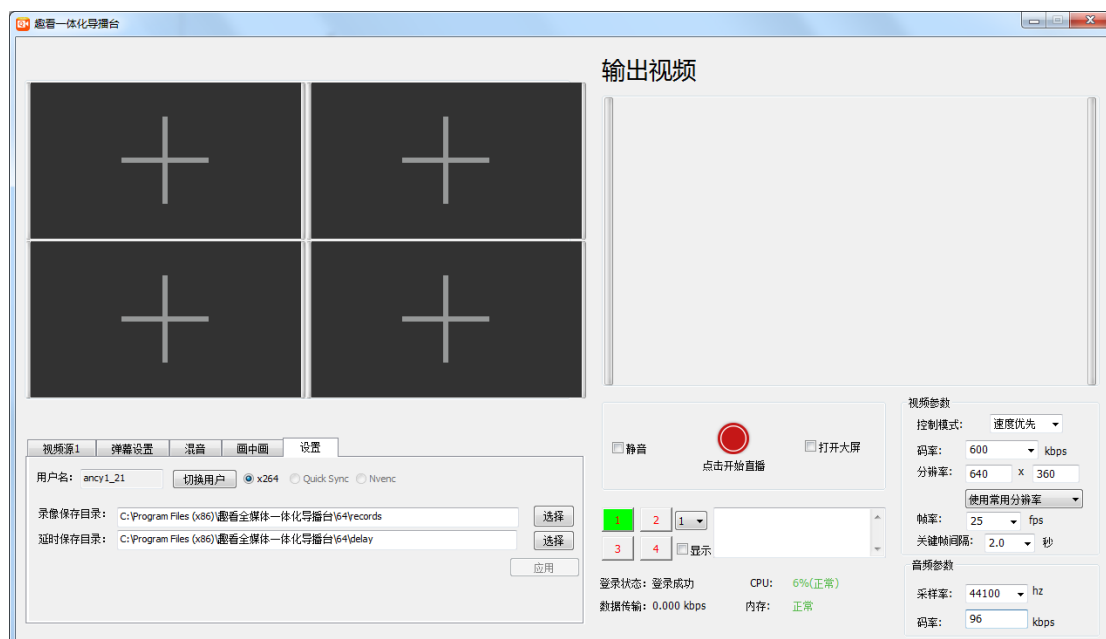 趣看一体化导播台
输出视频
视频源1 弹幕设置 混音 画中画 设置
用户名: ancy1_21 切换用户 x264 Quick Sync Nvenc
录像保存目录: C:\Program Files (x86)\趣看全媒体一体化导播台\64\records 选择
延时保存目录: C:\Program Files (x86)\趣看全媒体一体化导播台\64\delay 选择
应用
静音 点击开始直播 打开大屏
1 2 1
3 4 显示
登录状态: 登录成功 CPU: 6%(正常)
数据传输: 0.000 kbps 内存: 正常
视频参数
控制模式: 速度优先
码率: 600 kbps
分辨率: 640 x 360
使用常用分辨率
帧率: 25 fps
关键帧间隔: 2.0 秒
音频参数
采样率: 44100 hz
码率: 96 kbps